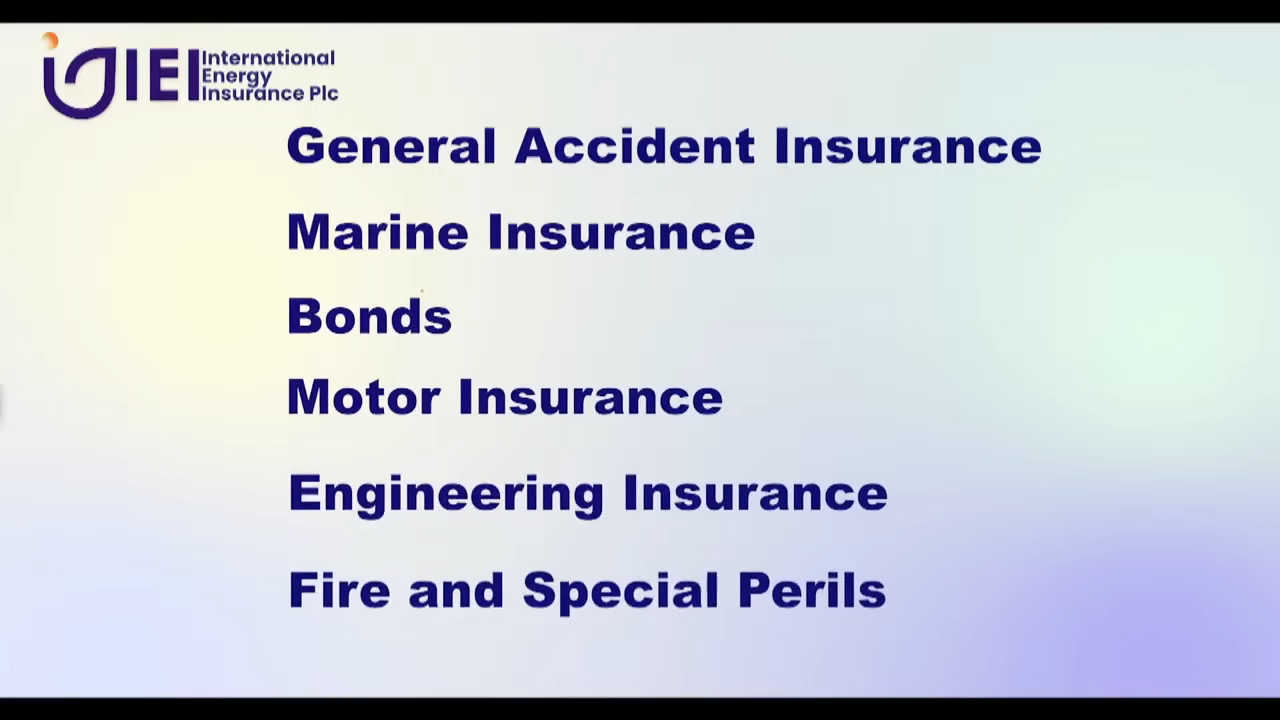 IEI
International
Energy
Insurance Plc
General Accident Insurance
Marine Insurance
Bonds
Motor Insurance
Engineering Insurance
Fire and Special Perils